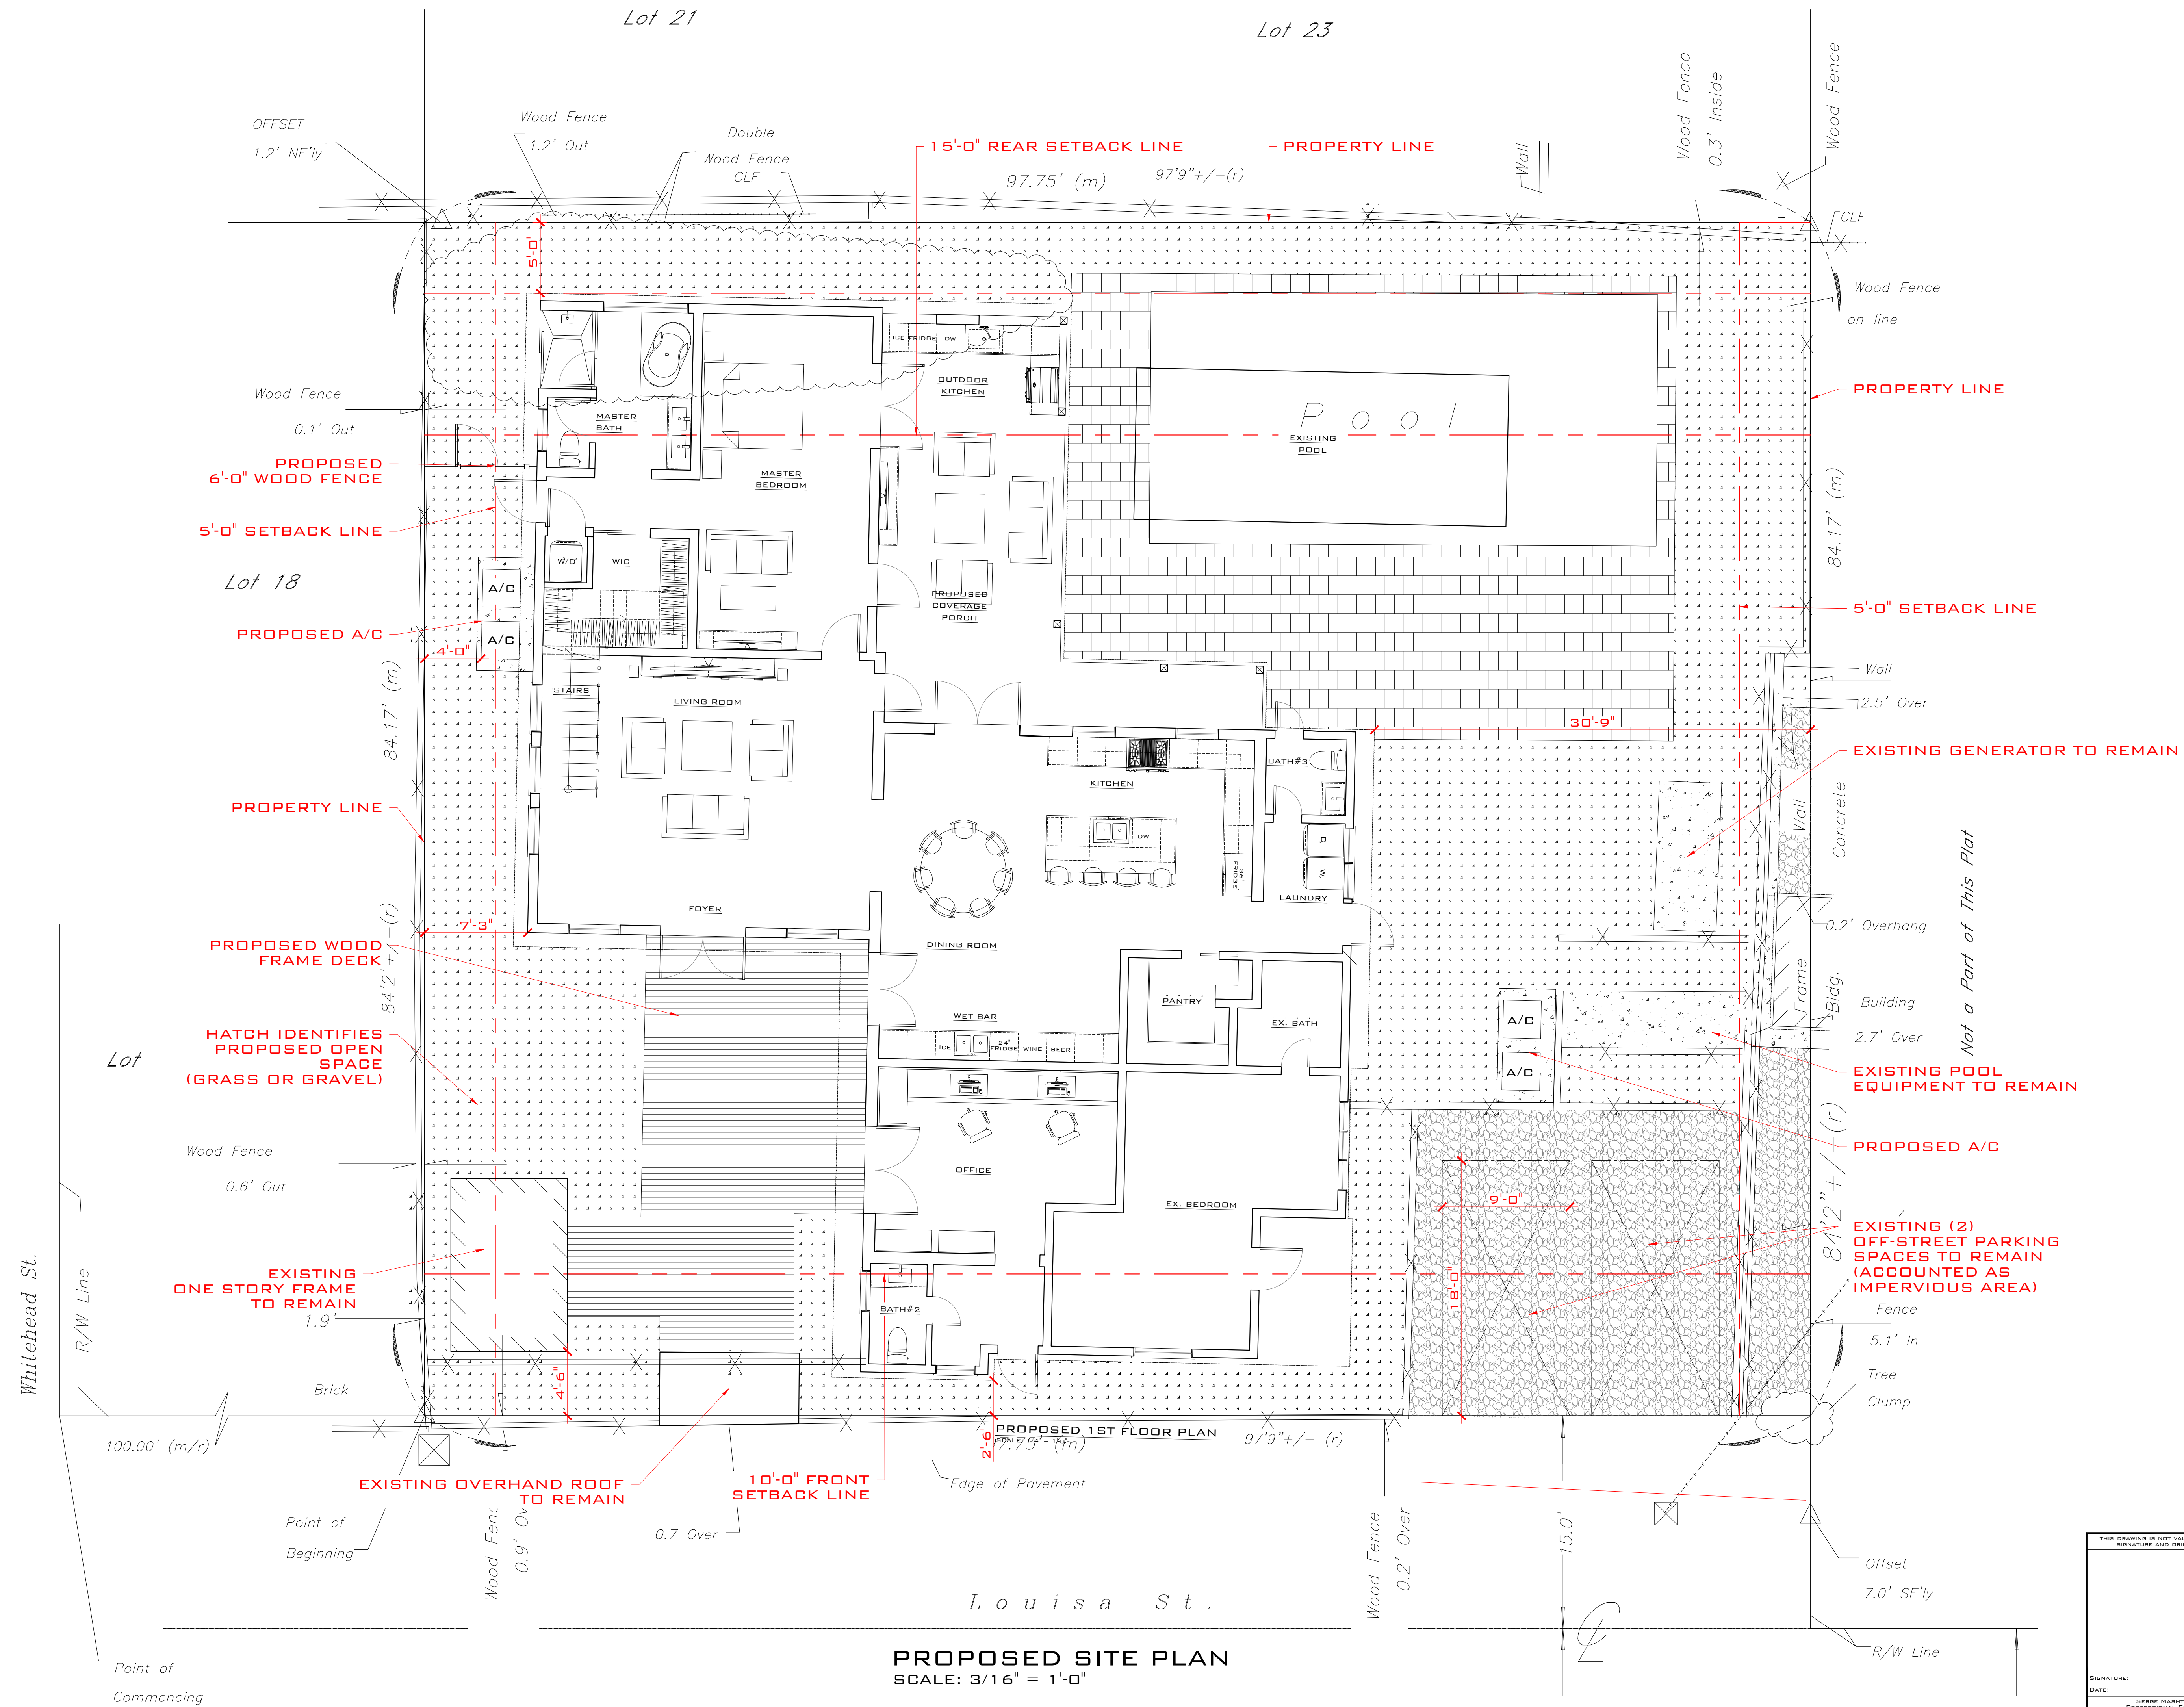 Lot 21
Lot 23
OFFSET
1.2' NE'ly
Wood Fence
1.2' Out
Double
Wood Fence
CLF
15'-0" REAR SETBACK LINE
97.75' (m)
97'9"+/-(r)
PROPERTY LINE
Wall
Wood Fence
0.3' Inside
Wood Fence
CLF
Wood Fence
on line
5'-0"
ICE
FRIDGE
DW
OUTDOOR
KITCHEN
Wood Fence
0.1' Out
MASTER
BATH
MASTER
BEDROOM
Pool
EXISTING
POOL
PROPERTY LINE
84.17' (m)
PROPOSED
6'-0" WOOD FENCE
5'-0" SETBACK LINE
Lot 18
W/D
WIC
A/C
A/C
PROPOSED A/C
4'-0"
PROPOSED
COVERAGE
PORCH
5'-0" SETBACK LINE
84.17' (m)
STAIRS
LIVING ROOM
Wall
2.5' Over
30'-9"
EXISTING GENERATOR TO REMAIN
BATH#3
KITCHEN
DW
D.
W.
36"
FRIDGE
LAUNDRY
PROPERTY LINE
Wall
Concrete
Not a Part of This Plat
7'-3"
FOYER
84'2'+/-(r)
PROPOSED WOOD
FRAME DECK
DINING ROOM
0.2' Overhang
Frame
Bldg.
Building
2.7' Over
HATCH IDENTIFIES
PROPOSED OPEN
SPACE
(GRASS OR GRAVEL)
Lot
PANTRY
WET BAR
EX. BATH
ICE
24"
FRIDGE
WINE
BEER
A/C
A/C
EXISTING POOL
EQUIPMENT TO REMAIN
PROPOSED A/C
Wood Fence
0.6' Out
OFFICE
EX. BEDROOM
9'-0"
18'-0"
84'2"+/-(r)
EXISTING (2)
OFF-STREET PARKING
SPACES TO REMAIN
(ACCOUNTED AS
IMPERVIOUS AREA)
Whitehead St.
R/W Line
EXISTING
ONE STORY FRAME
TO REMAIN
1.9'
BATH#2
Fence
5.1' In
Tree
Clump
Brick
4'-6"
100.00' (m/r)
2'-6"
PROPOSED 1ST FLOOR PLAN
97'9"+/- (r)
EXISTING OVERHAND ROOF
TO REMAIN
10'-0" FRONT
SETBACK LINE
Edge of Pavement
Point of
Beginning
0.7 Over
Wood Fence
0.2' Over
15.0'
Offset
7.0' SE'ly
Louisa St.
R/W Line
PROPOSED SITE PLAN
SCALE: 3/16" = 1'-0"
Point of
Commencing
SIGNATURE:
DATE: